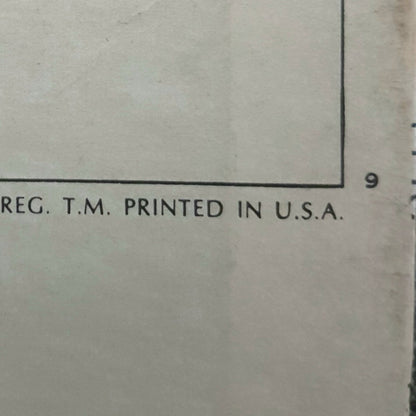 9
REG. T.M. PRINTED IN U.S.A.